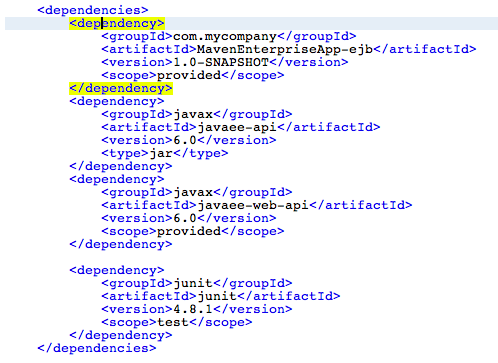 <dependencies>
<dependency>
<groupId>com.mycompany</groupId>
<artifactId>MavenEnterpriseApp-ejb</artifactId>
<version>1.0-SNAPSHOT</version>
<scope>provided</scope>
</dependency>
<dependency>
<groupId>javax</groupId>
<artifactId>javaee-api</artifactId>
<version>6.0</version>
<type>jar</type>
</dependency>
<dependency>
<groupId>javax</groupId>
<artifactId>javaee-web-api</artifactId>
<version>6.0</version>
<scope>provided</scope>
</dependency>
<dependency>
<groupId>junit</groupId>
<artifactId>junit</artifactId>
<version>4.8.1</version>
<scope>test</scope>
</dependency>
</dependencies>